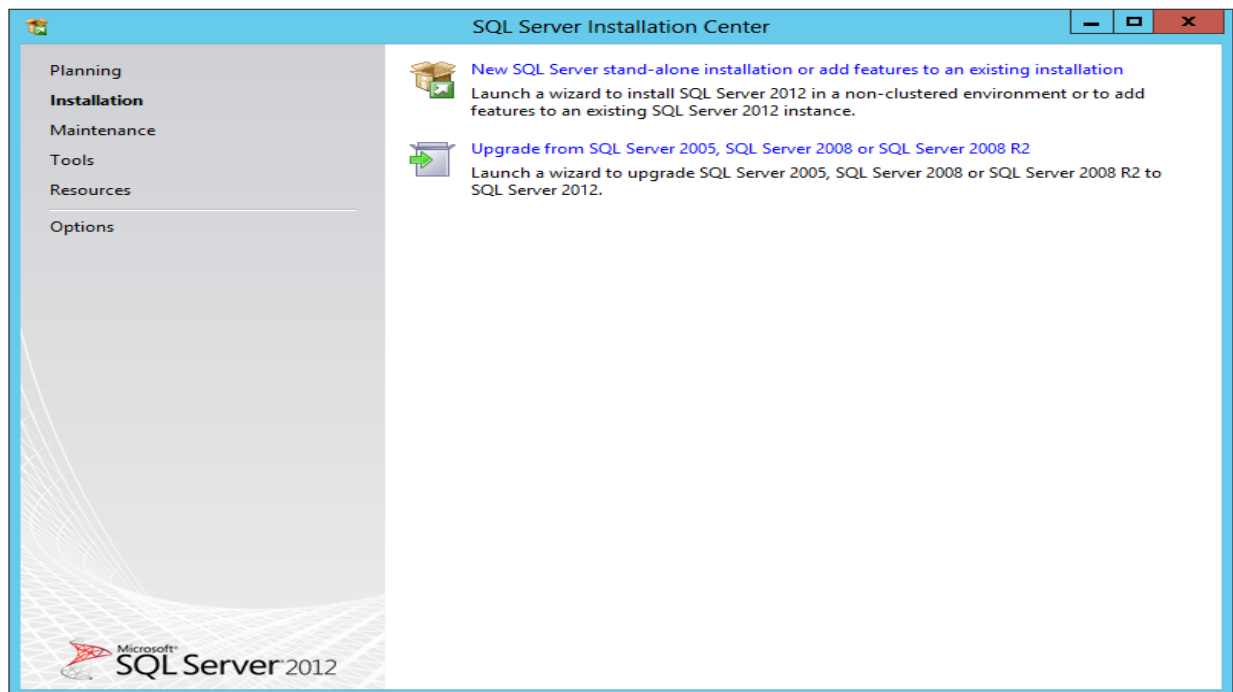 SQL Server Installation Center
Planning
Installation
Maintenance
Tools
Resources
Options
New SQL Server stand-alone installation or add features to an existing installation
Launch a wizard to install SQL Server 2012 in a non-clustered environment or to add
features to an existing SQL Server 2012 instance.
Upgrade from SQL Server 2005, SQL Server 2008 or SQL Server 2008 R2
Launch a wizard to upgrade SQL Server 2005, SQL Server 2008 or SQL Server 2008 R2 to
SQL Server 2012.
Microsoft®
SQL Server® 2012